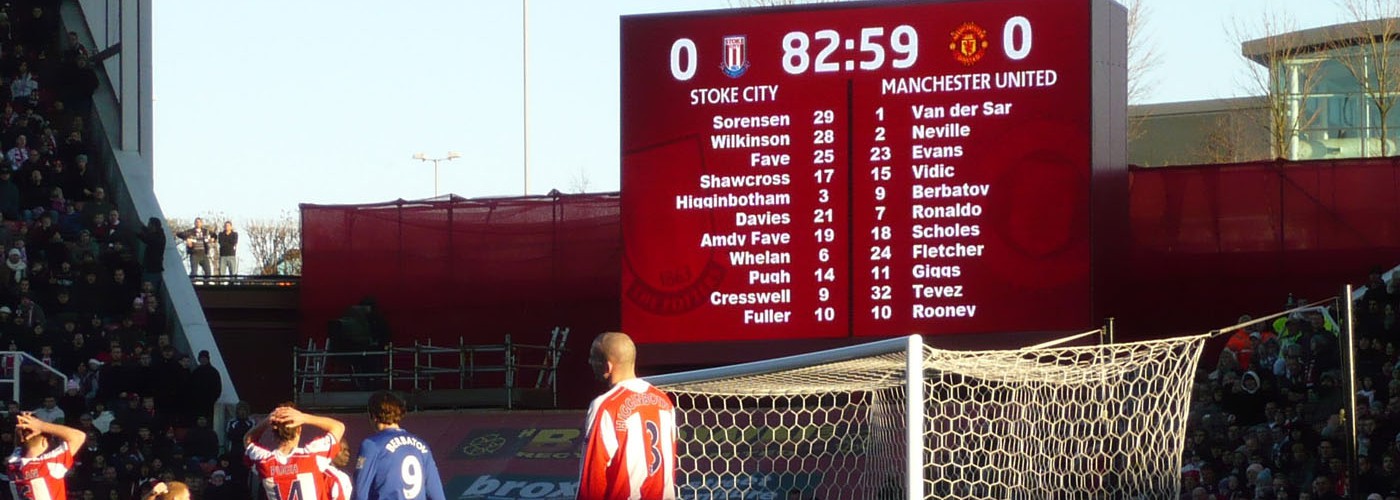 0 82:59 0
STOKE CITY MANCHESTER UNITED
Sorensen 29 1 Van der Sar
Wilkinson 28 2 Neville
Faye 25 23 Evans
Shawcross 17 15 Vidic
Higginbotham 3 9 Berbatov
Davies 21 7 Ronaldo
Amdy Faye 19 18 Scholes
Whelan 6 24 Fletcher
Pugh 14 11 Giggs
Cresswell 9 32 Tevez
Fuller 10 10 Rooney
BERBATOV
9
PUGH
3
brox